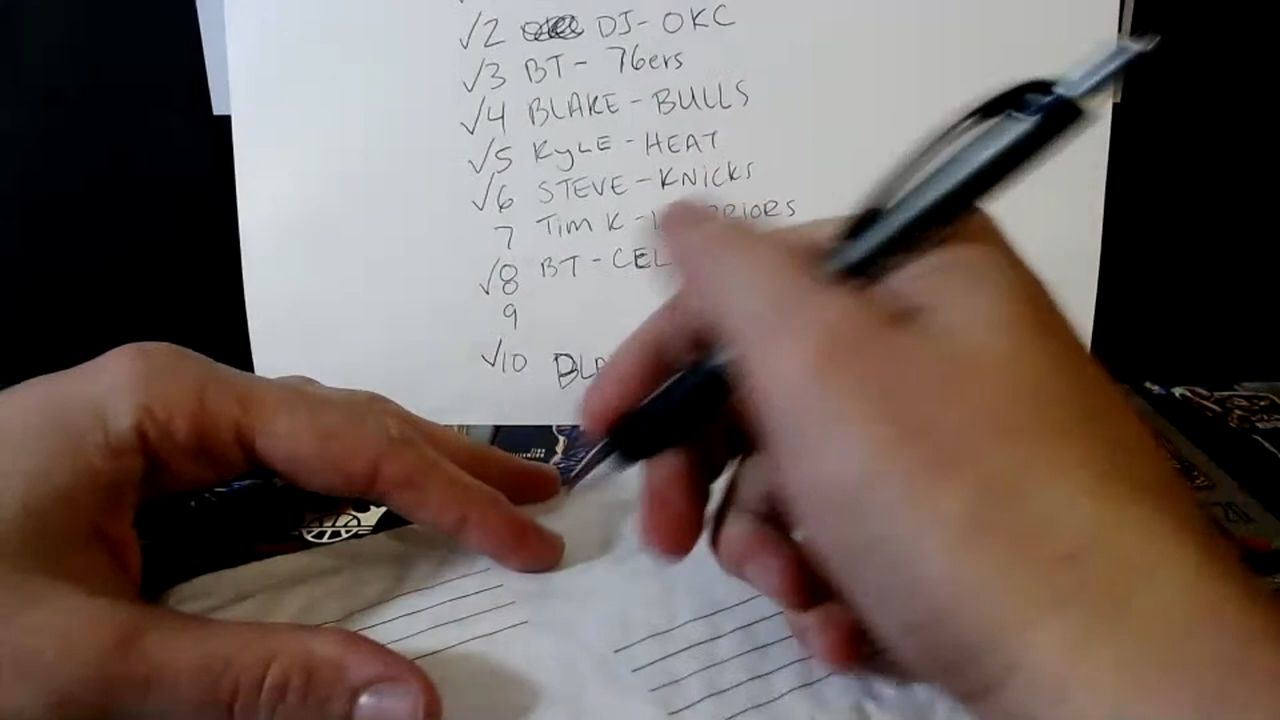 √2 DJ-OKC
√3 BT - 76ers
√4 BLAKE - BULLS
√5 KYLE - HEAT
√6 STEVE - KNICKS
7 Tim K -
√8 BT -
9
√10